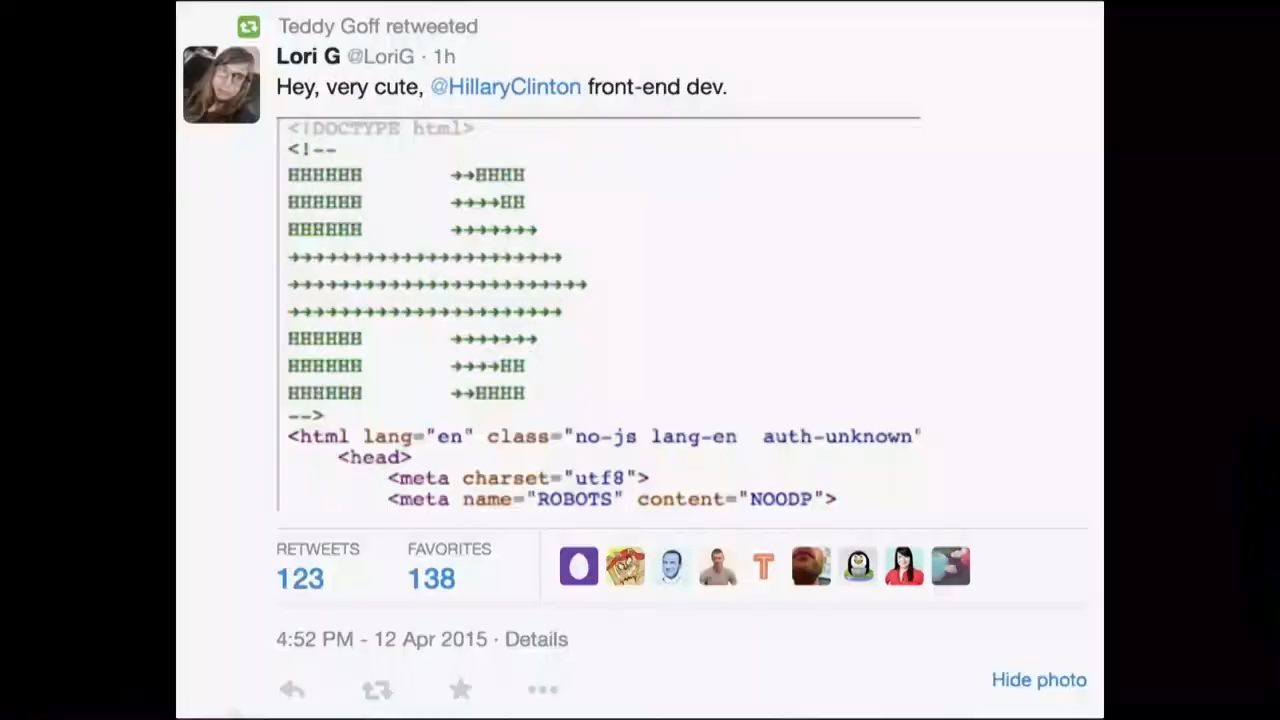 Teddy Goff retweeted
Lori G @LoriG · 1h
Hey, very cute, @HillaryClinton front-end dev.
<!DOCTYPE html>
<!--
HHHHHH →→HHHH
HHHHHH →→→→HH
HHHHHH →→→→→→→
→→→→→→→→→→→→→→→→→→→→→→
→→→→→→→→→→→→→→→→→→→→→→→→
→→→→→→→→→→→→→→→→→→→→→→
HHHHHH →→→→→→→
HHHHHH →→→→HH
HHHHHH →→HHHH
-->
<html lang="en" class="no-js lang-en auth-unknown"
<head>
<meta charset="utf8">
<meta name="ROBOTS" content="NOODP">
RETWEETS FAVORITES
123 138
T
4:52 PM - 12 Apr 2015 · Details
Hide photo